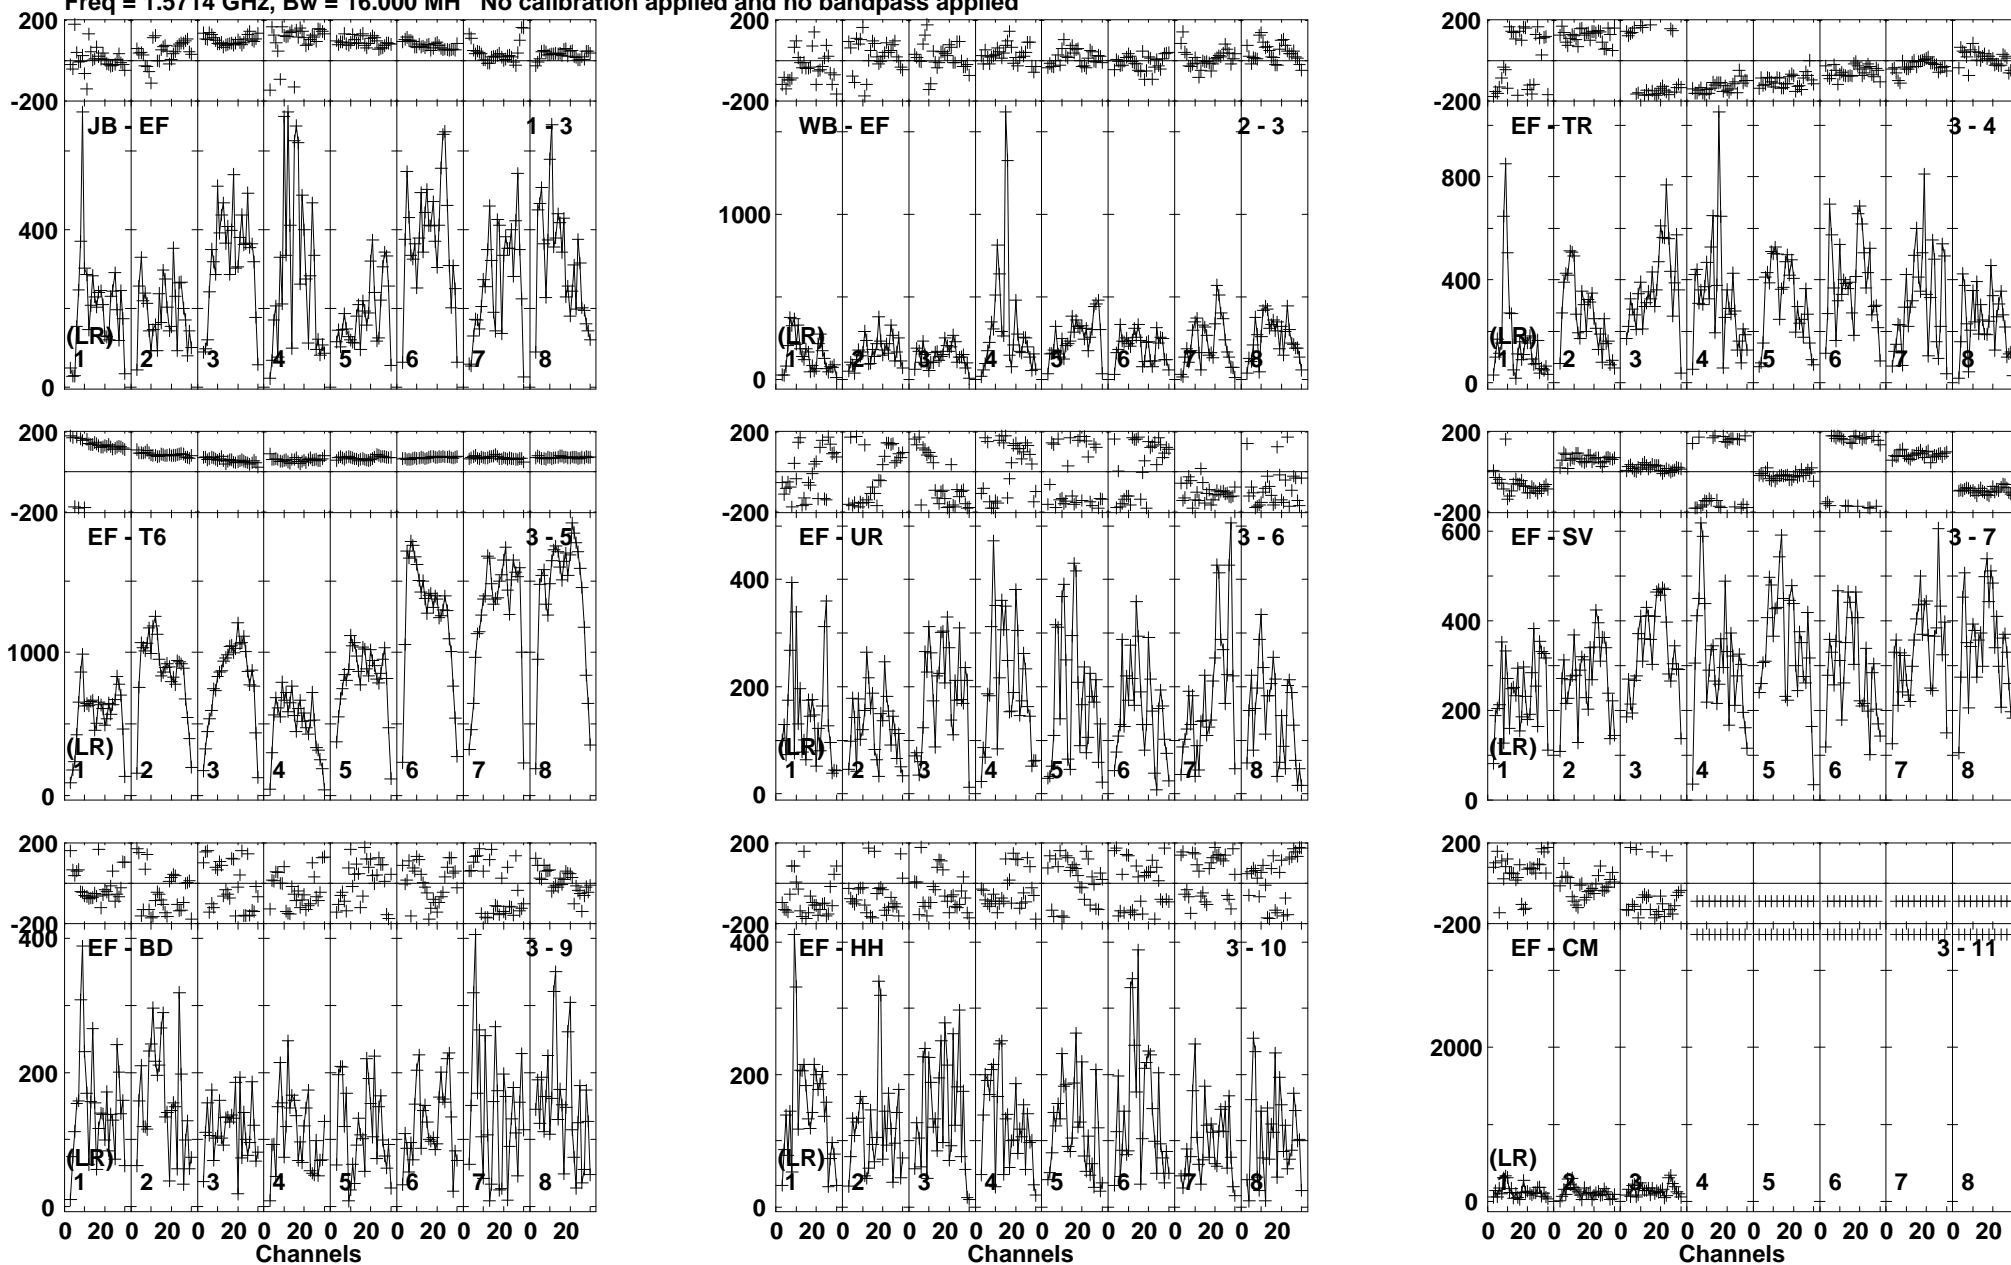 Freq = 1.5714 GHz, Bw = 16.000 MH No calibration applied and no bandpass applied
200 200 200
-200 -200 -200
JB - EF 1 - 3 WB - EF 2 - 3 EF - TR 3 - 4
800
400 1000 400
(LR) (LR) (LR)
1 2 3 4 5 6 7 8 1 2 3 4 5 6 7 8 1 2 3 4 5 6 7 8
0 0 0
200 200 200
-200 -200 -200
EF - T6 3 - 5 EF - UR 3 - 6 EF - SV 3 - 7
600
400 400
1000 200 200
(LR) (LR) (LR)
1 2 3 4 5 6 7 8 1 2 3 4 5 6 7 8 1 2 3 4 5 6 7 8
0 0 0
200 200 200
-200 -200 -200
EF - BD 3 - 9 EF - HH 3 - 10 EF - CM 3 - 11
400 400
200 200 2000
(LR) (LR) (LR)
1 2 3 4 5 6 7 8 1 2 3 4 5 6 7 8 1 2 3 4 5 6 7 8
0 0 0
0 20 0 20 0 20 0 20 0 20 0 20 0 20 0 20 0 20 0 20 0 20 0 20 0 20 0 20 0 20 0 20 0 20 0 20 0 20 0 20 0 20 0 20 0 20 0 20
Channels Channels Channels